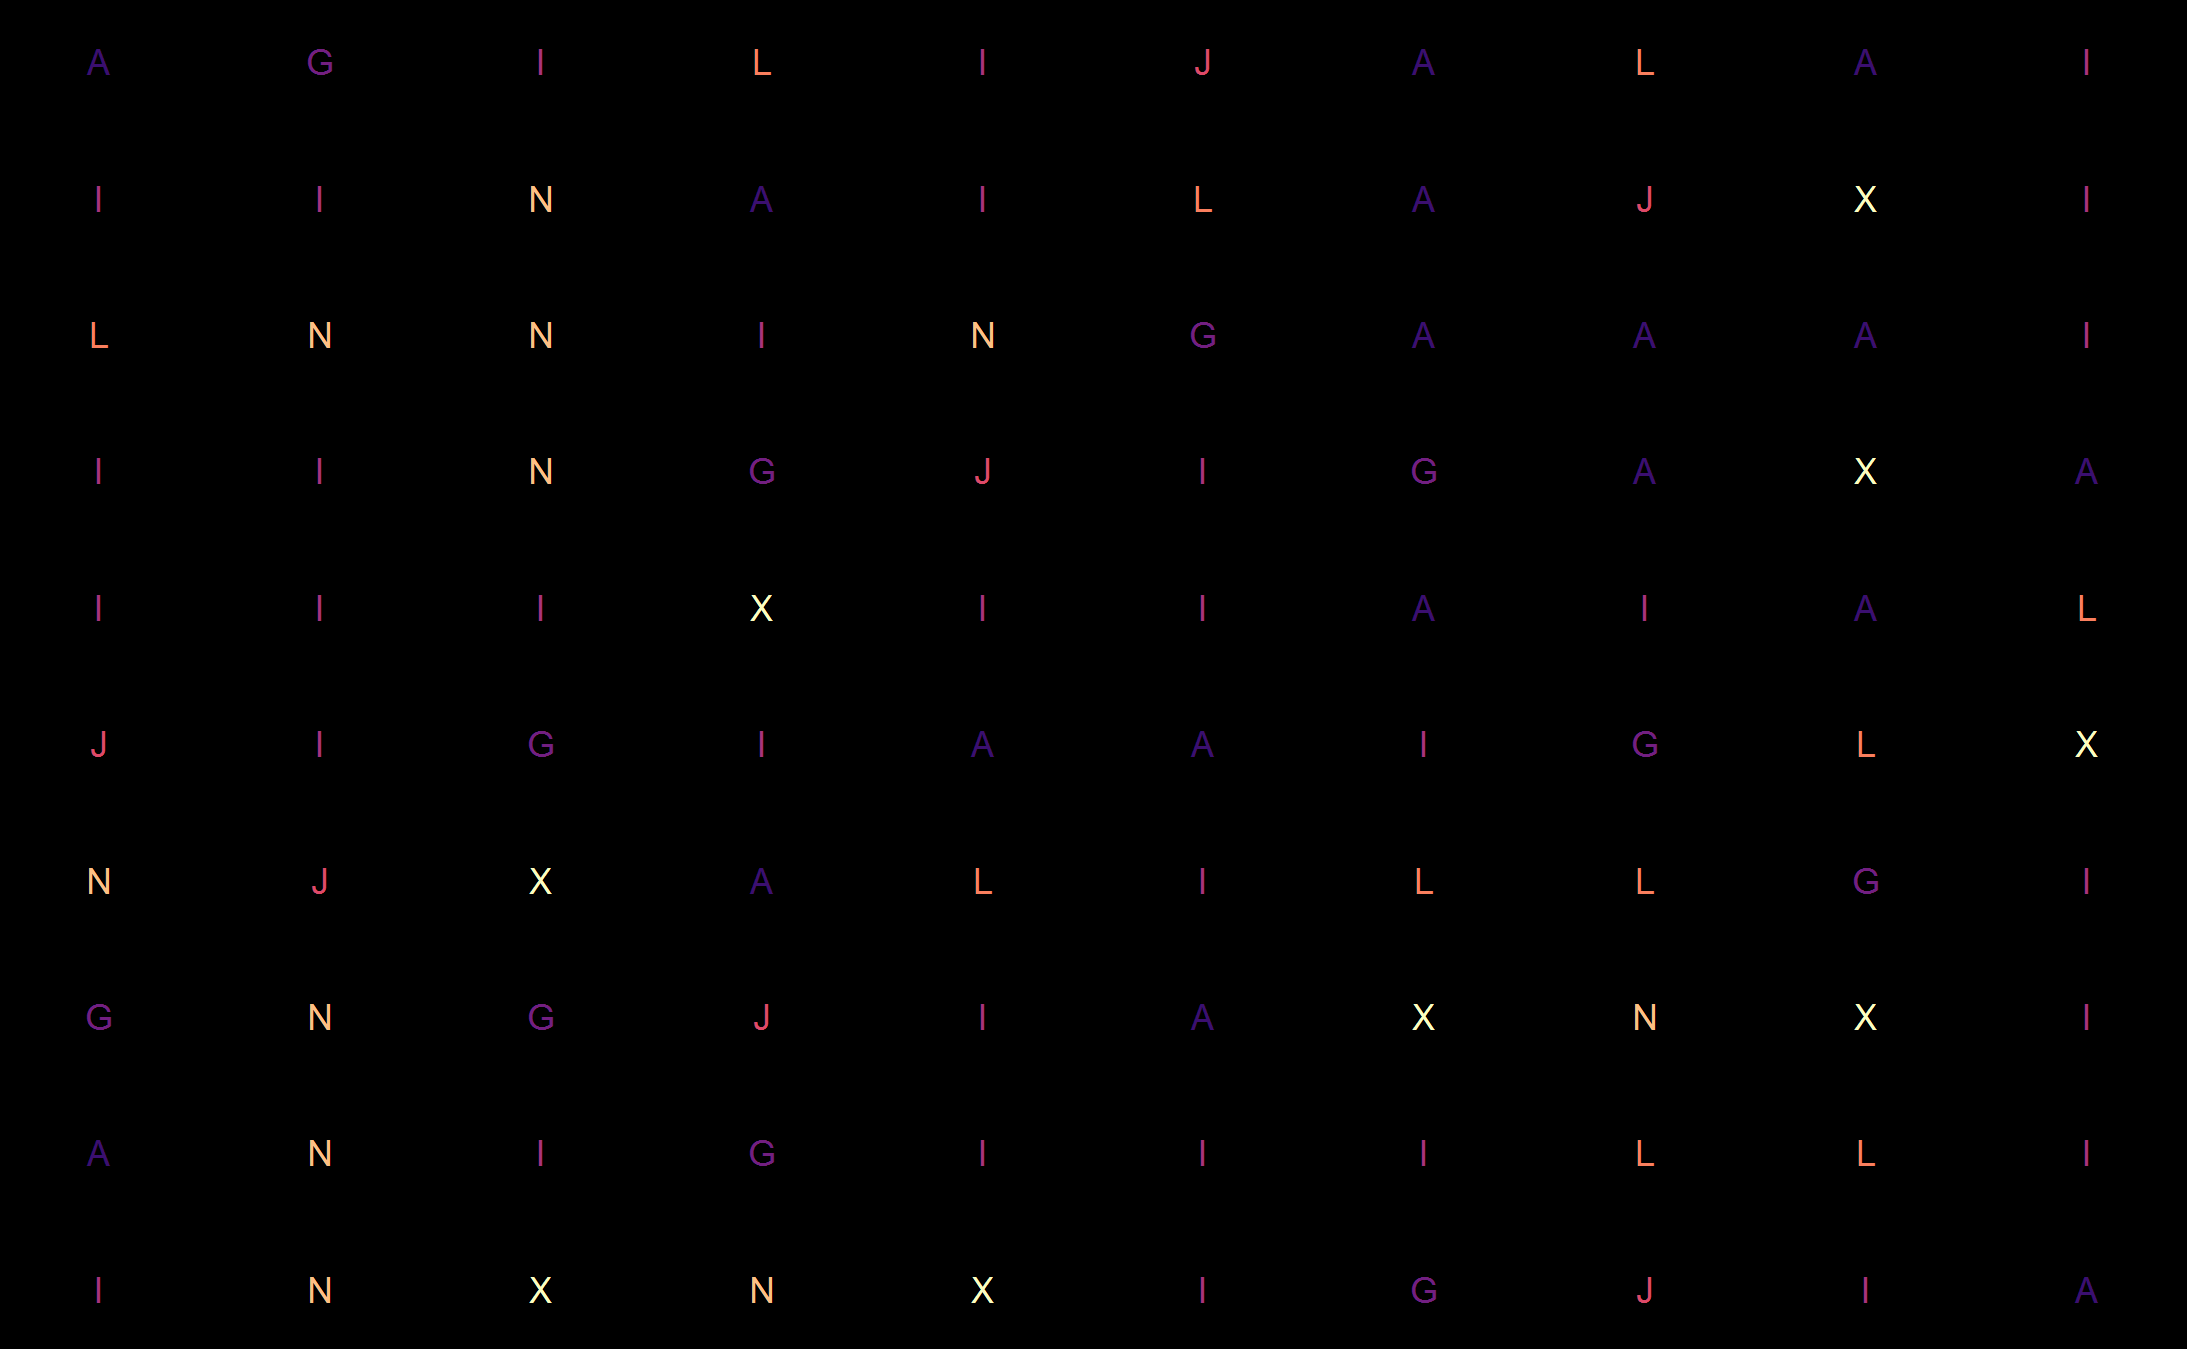 A G I L I J A L A I
I I N A I L A J X I
L N N I N G A A A I
I I N G J I G A X A
I I I X I I A I A L
J I G I A A I G L X
N J X A L I L L G I
G N G J I A X N X I
A N I G I I I L L I
I N X N X I G J I A